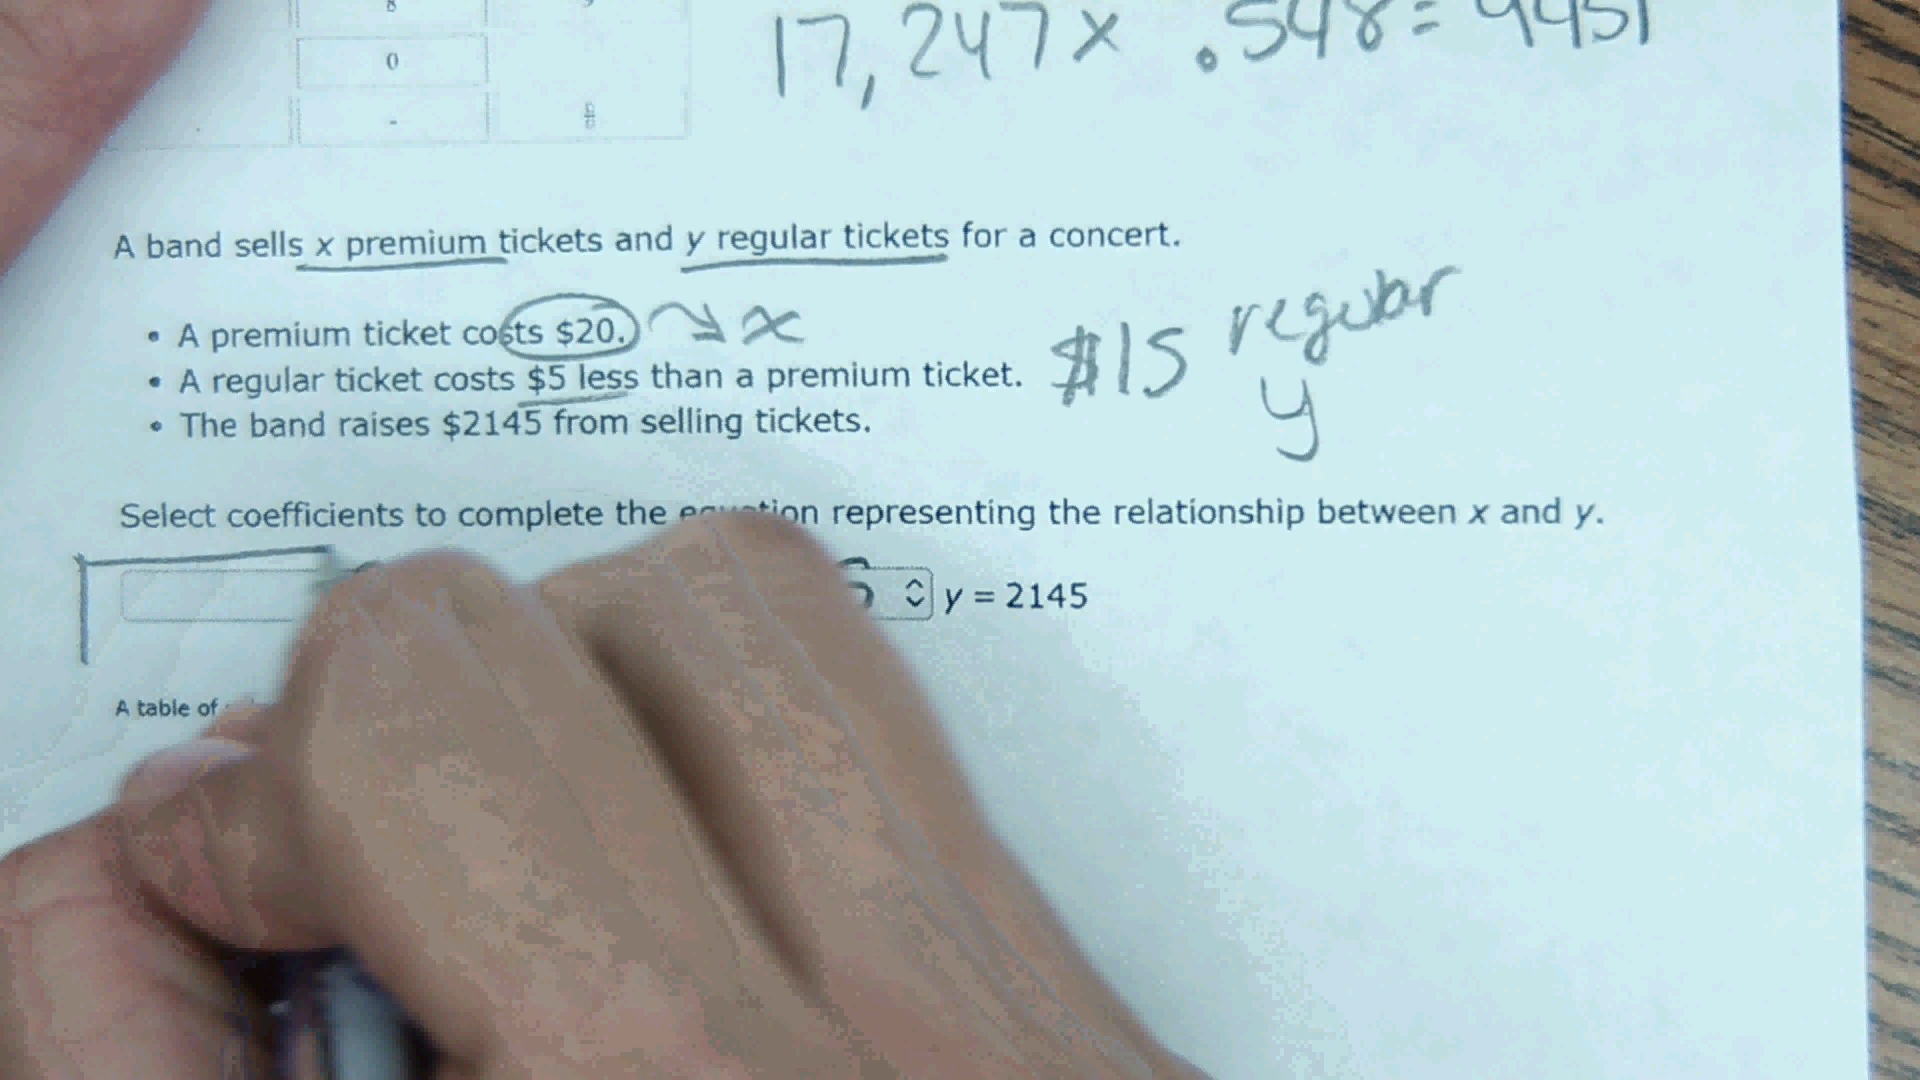 8
17,247 x .548 = 9451
0
-
A band sells x premium tickets and y regular tickets for a concert.
• A premium ticket costs $20. x
• A regular ticket costs $5 less than a premium ticket. $15 regular y
• The band raises $2145 from selling tickets.
Select coefficients to complete the equation representing the relationship between x and y.
y = 2145
A table of